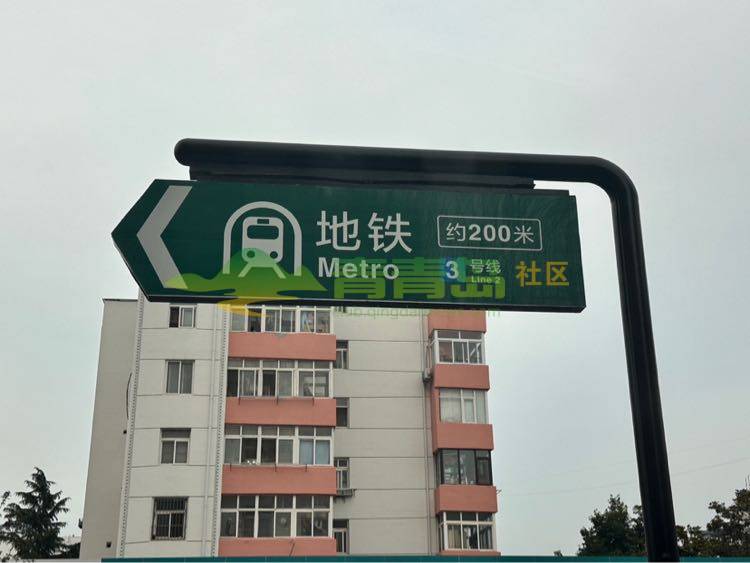 地铁
Metro
约200米
3号线
Line 2
青青岛社区